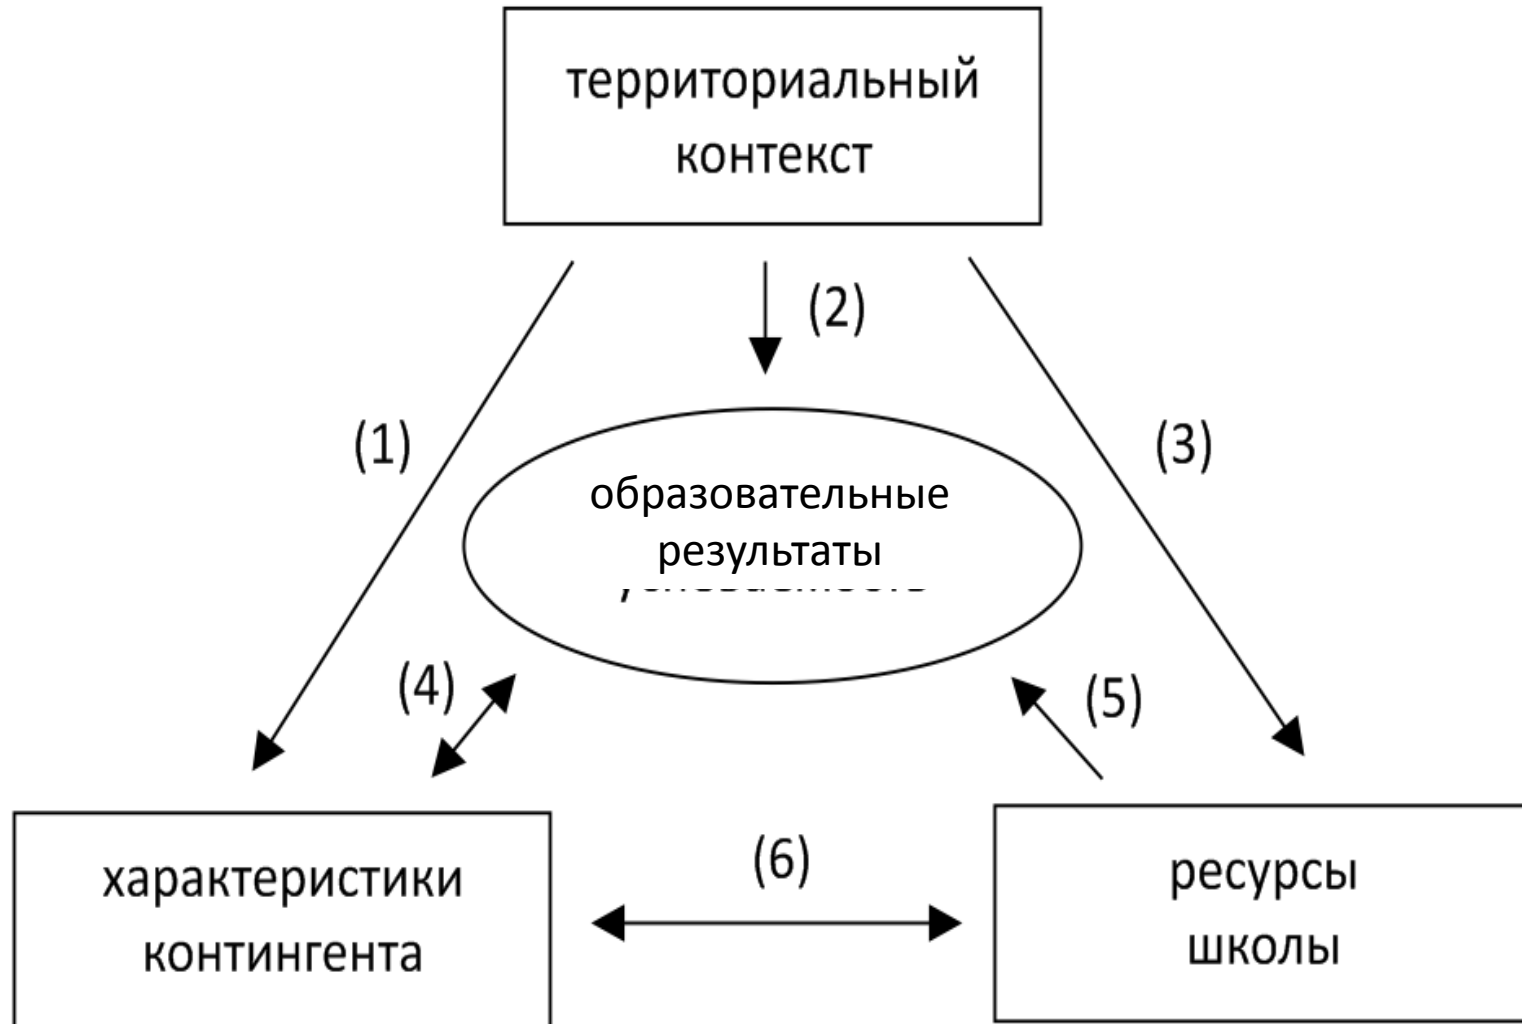 территориальный
контекст
(2)
(1)
(3)
образовательные
результаты
(4)
(5)
(6)
характеристики
контингента
ресурсы
школы